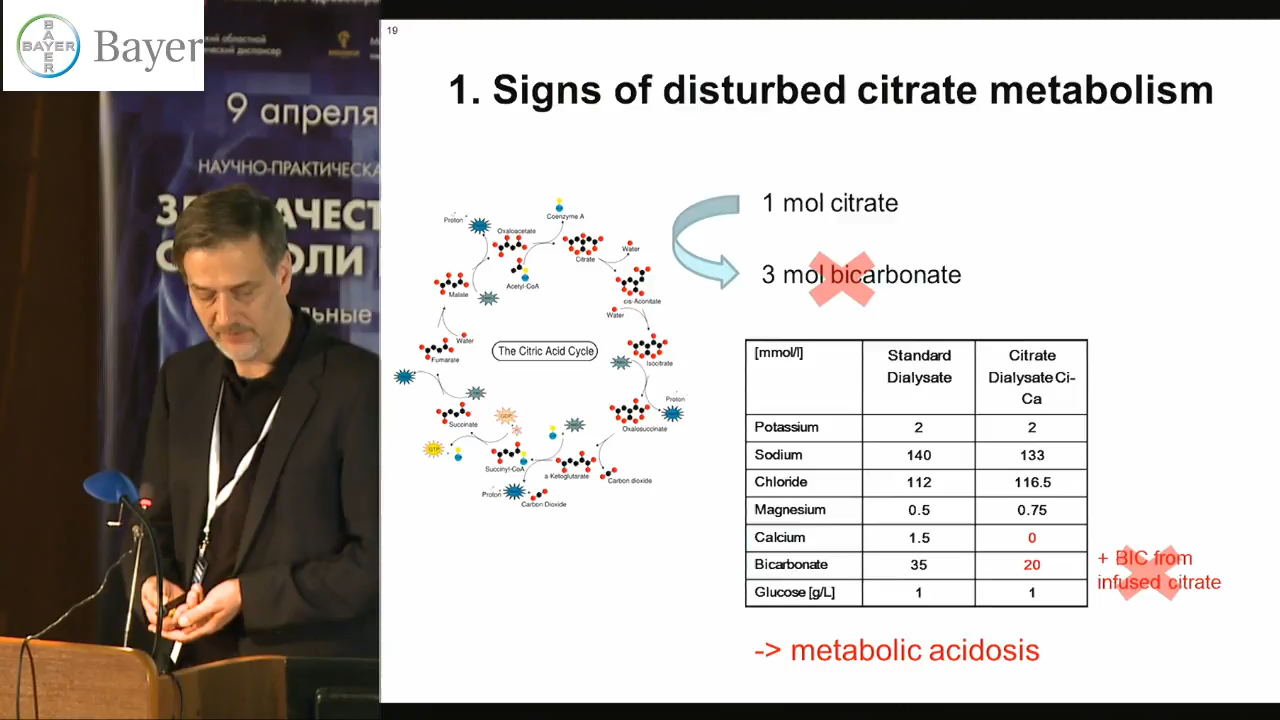 BAYER
BAYER
Bayer
9 апреля
НАУЧНО-ПРАКТИЧЕСКА
19
1. Signs of disturbed citrate metabolism
1 mol citrate
3 mol bicarbonate
Proton
Coenzyme A
Oxaloacetate
Citrate
Water
Acetyl-CoA
Malate
cis-Aconitate
Water
Water
The Citric Acid Cycle
Fumarate
Isocitrate
Proton
Succinate
GDP
Oxalosuccinate
GTP
Succinyl-CoA
a-Ketoglutarate
Carbon dioxide
Proton
Carbon Dioxide
[mmol/l] Standard Dialysate Citrate Dialysate Ci-Ca
Potassium 2 2
Sodium 140 133
Chloride 112 116.5
Magnesium 0.5 0.75
Calcium 1.5 0
Bicarbonate 35 20
Glucose [g/L] 1 1
+ BIC from
infused citrate
-> metabolic acidosis